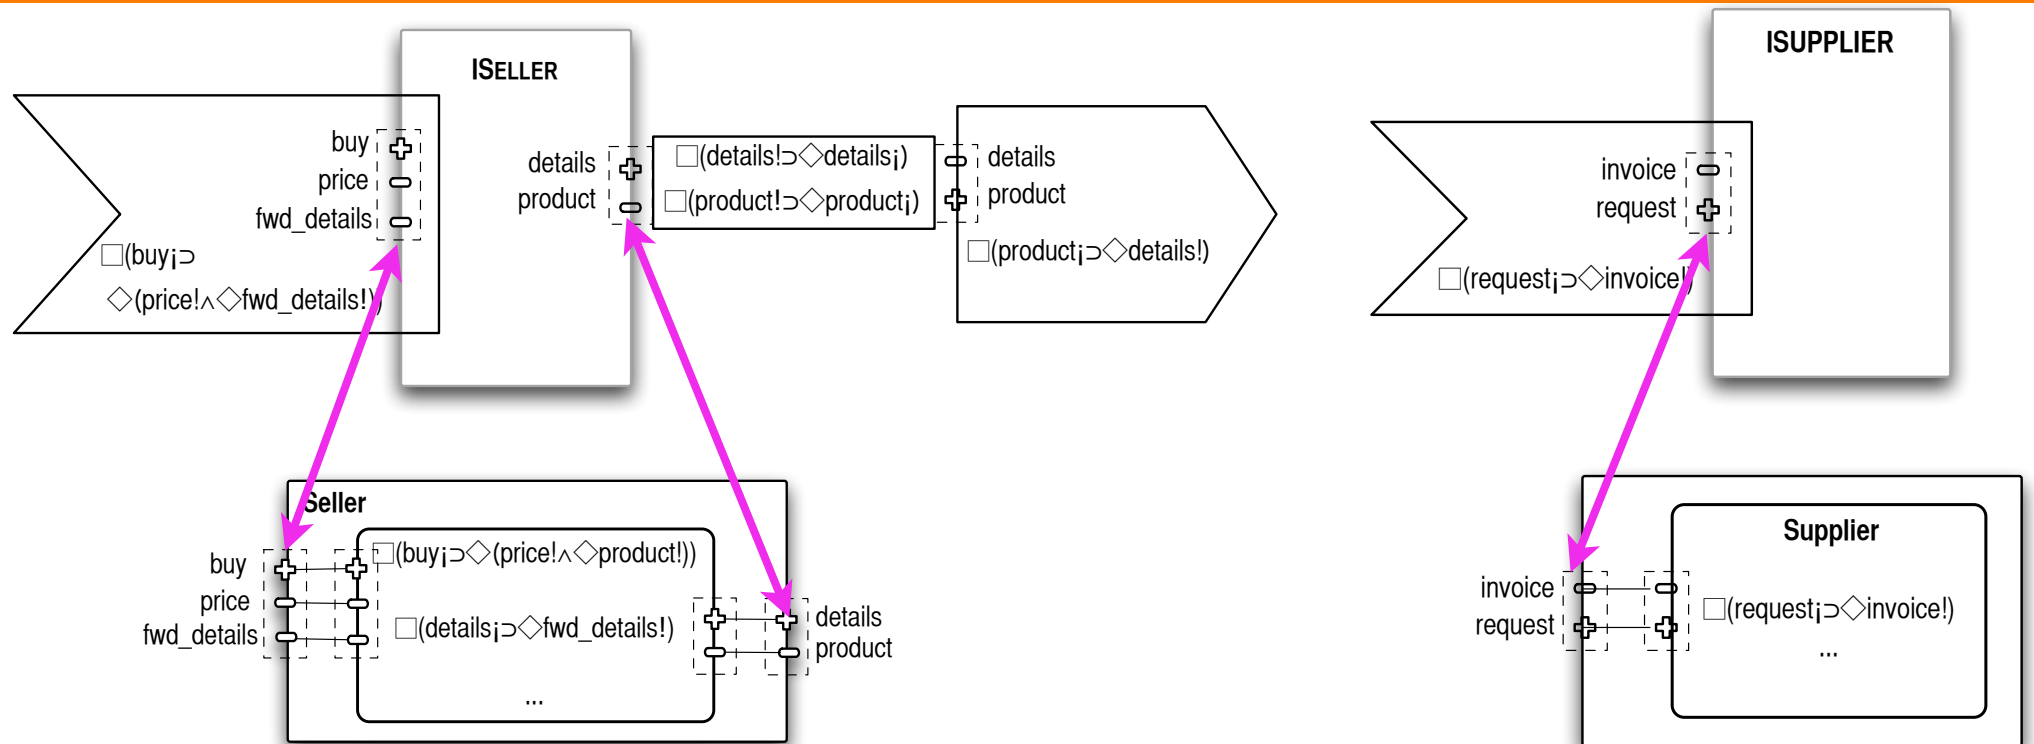 ISELLER
ISUPPLIER
buy
price
fwd_details
□(buy¡⊃
◇(price!∧◇fwd_details!))
details
product
□(details!⊃◇details¡)
□(product!⊃◇product¡)
details
product
□(product¡⊃◇details!)
invoice
request
□(request¡⊃◇invoice!)
Seller
buy
price
fwd_details
□(buy¡⊃◇(price!∧◇product!))
□(details¡⊃◇fwd_details!)
...
details
product
Supplier
invoice
request
□(request¡⊃◇invoice!)
...